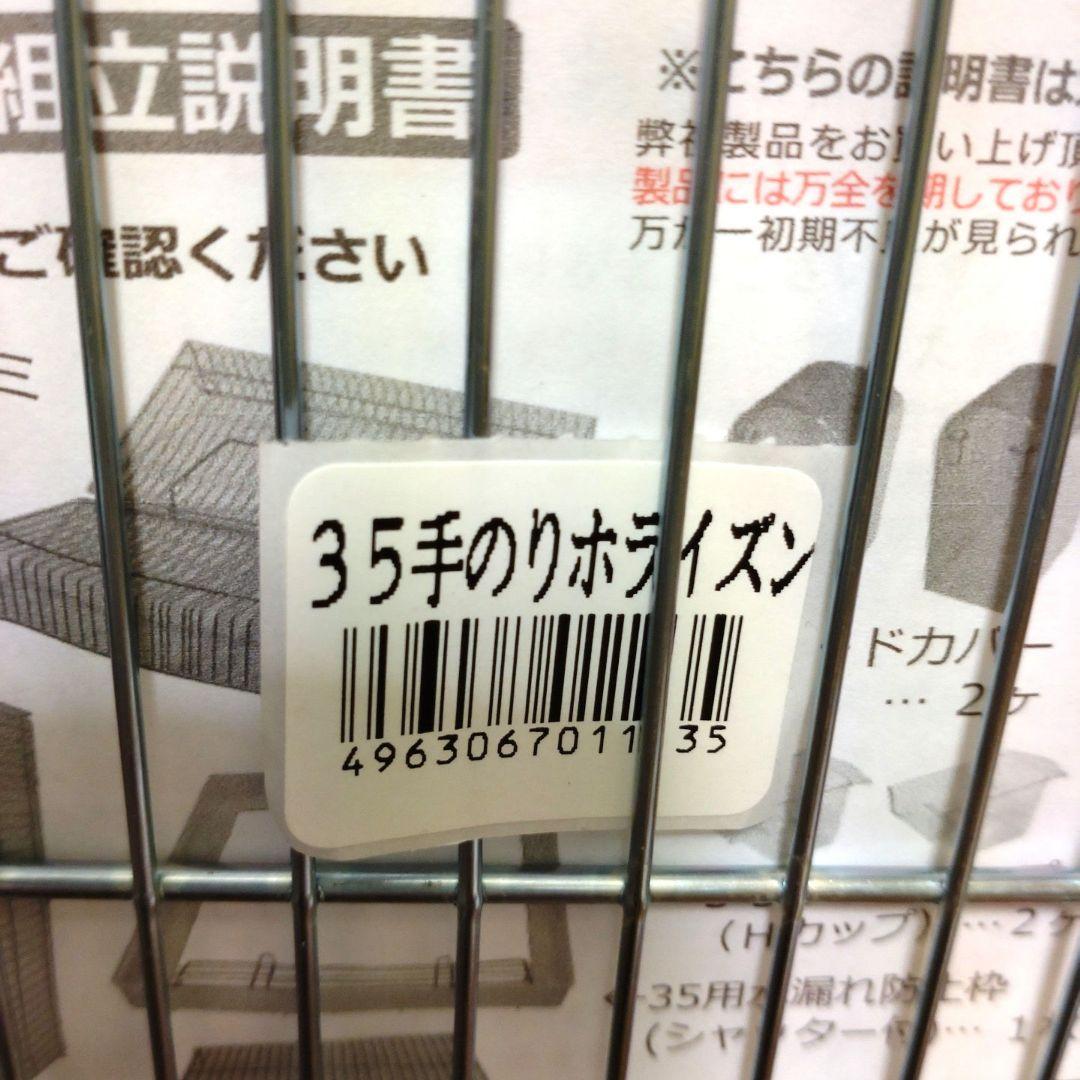 組立説明書
※こちらの説明書は
弊社製品をお買い上げ頂
製品には万全を期しており
ご確認ください
万が一初期不良が見られ
35手のりホライズン
4963067011 35
ドカバー
… 2ケ
(Hカップ)…2ケ
←35用水漏れ防止枠
(シャッター付)… 1